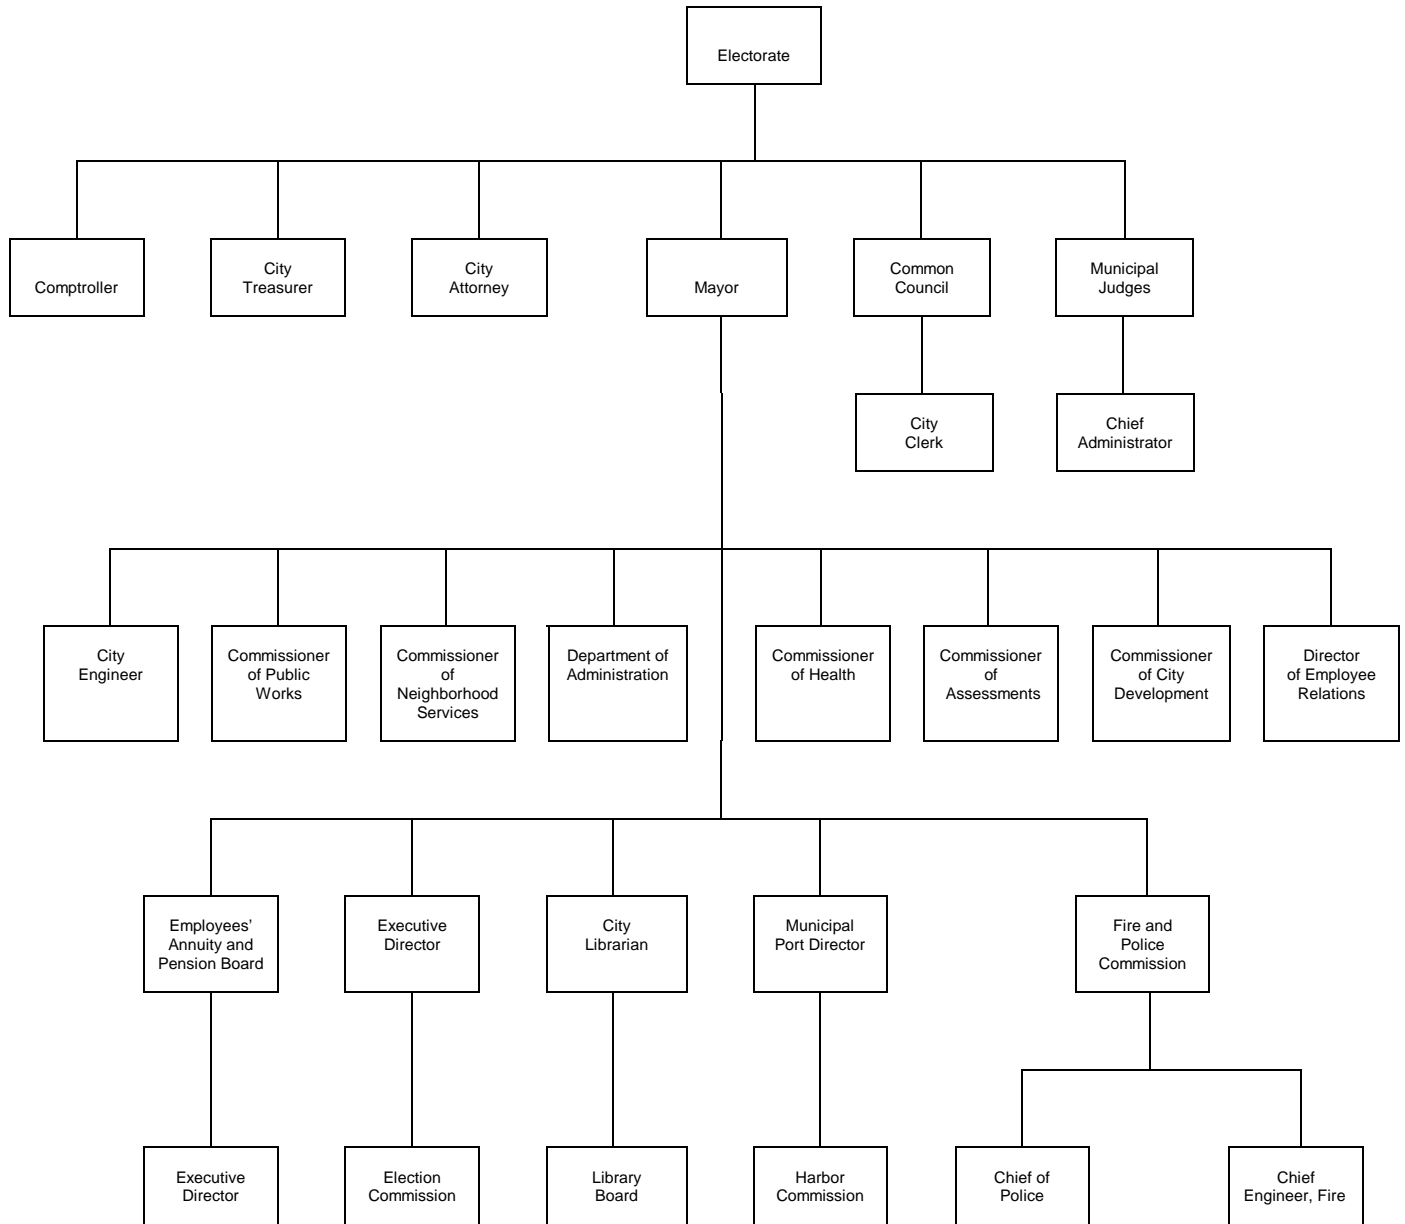 Electorate
Comptroller
City
Treasurer
City
Attorney
Mayor
Common
Council
Municipal
Judges
City
Clerk
Chief
Administrator
City
Engineer
Commissioner
of Public
Works
Commissioner
of
Neighborhood
Services
Department of
Administration
Commissioner
of Health
Commissioner
of
Assessments
Commissioner
of City
Development
Director
of Employee
Relations
Employees’
Annuity and
Pension Board
Executive
Director
City
Librarian
Municipal
Port Director
Fire and
Police
Commission
Executive
Director
Election
Commission
Library
Board
Harbor
Commission
Chief of
Police
Chief
Engineer, Fire